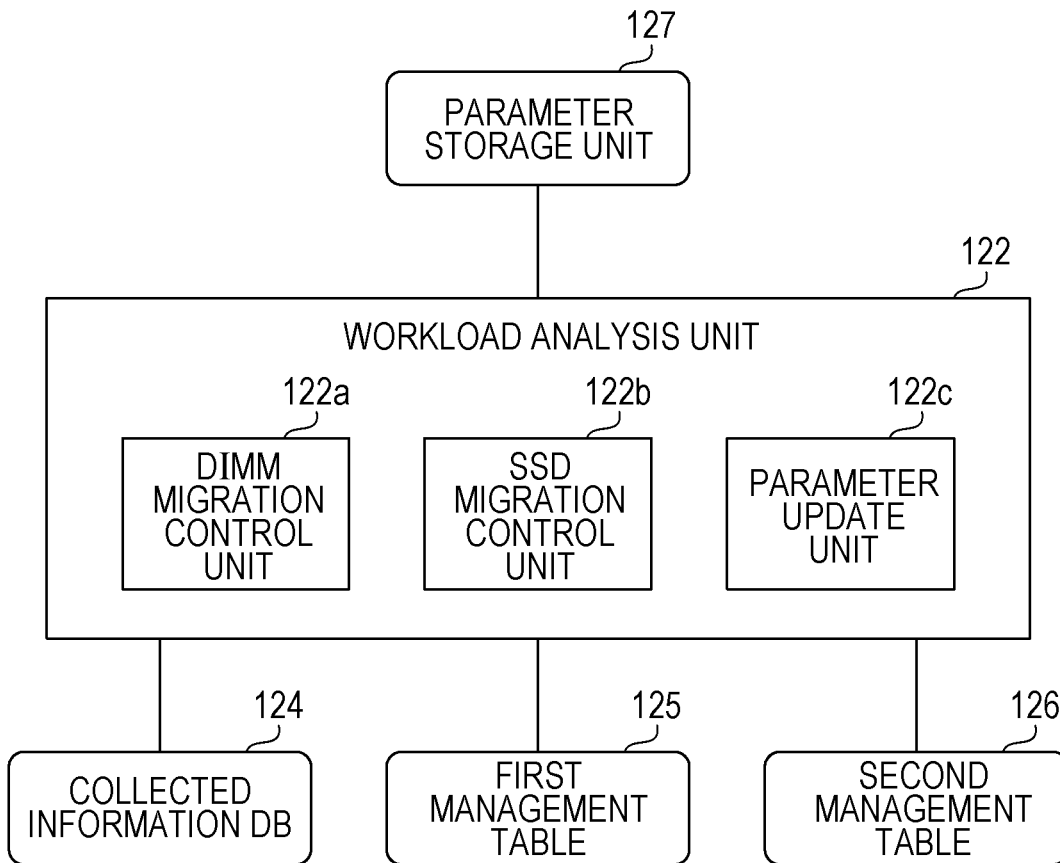 127
PARAMETER
STORAGE UNIT
122
WORKLOAD ANALYSIS UNIT
122a
DIMM
MIGRATION
CONTROL
UNIT
122b
SSD
MIGRATION
CONTROL
UNIT
122c
PARAMETER
UPDATE
UNIT
124
COLLECTED
INFORMATION DB
125
FIRST
MANAGEMENT
TABLE
126
SECOND
MANAGEMENT
TABLE